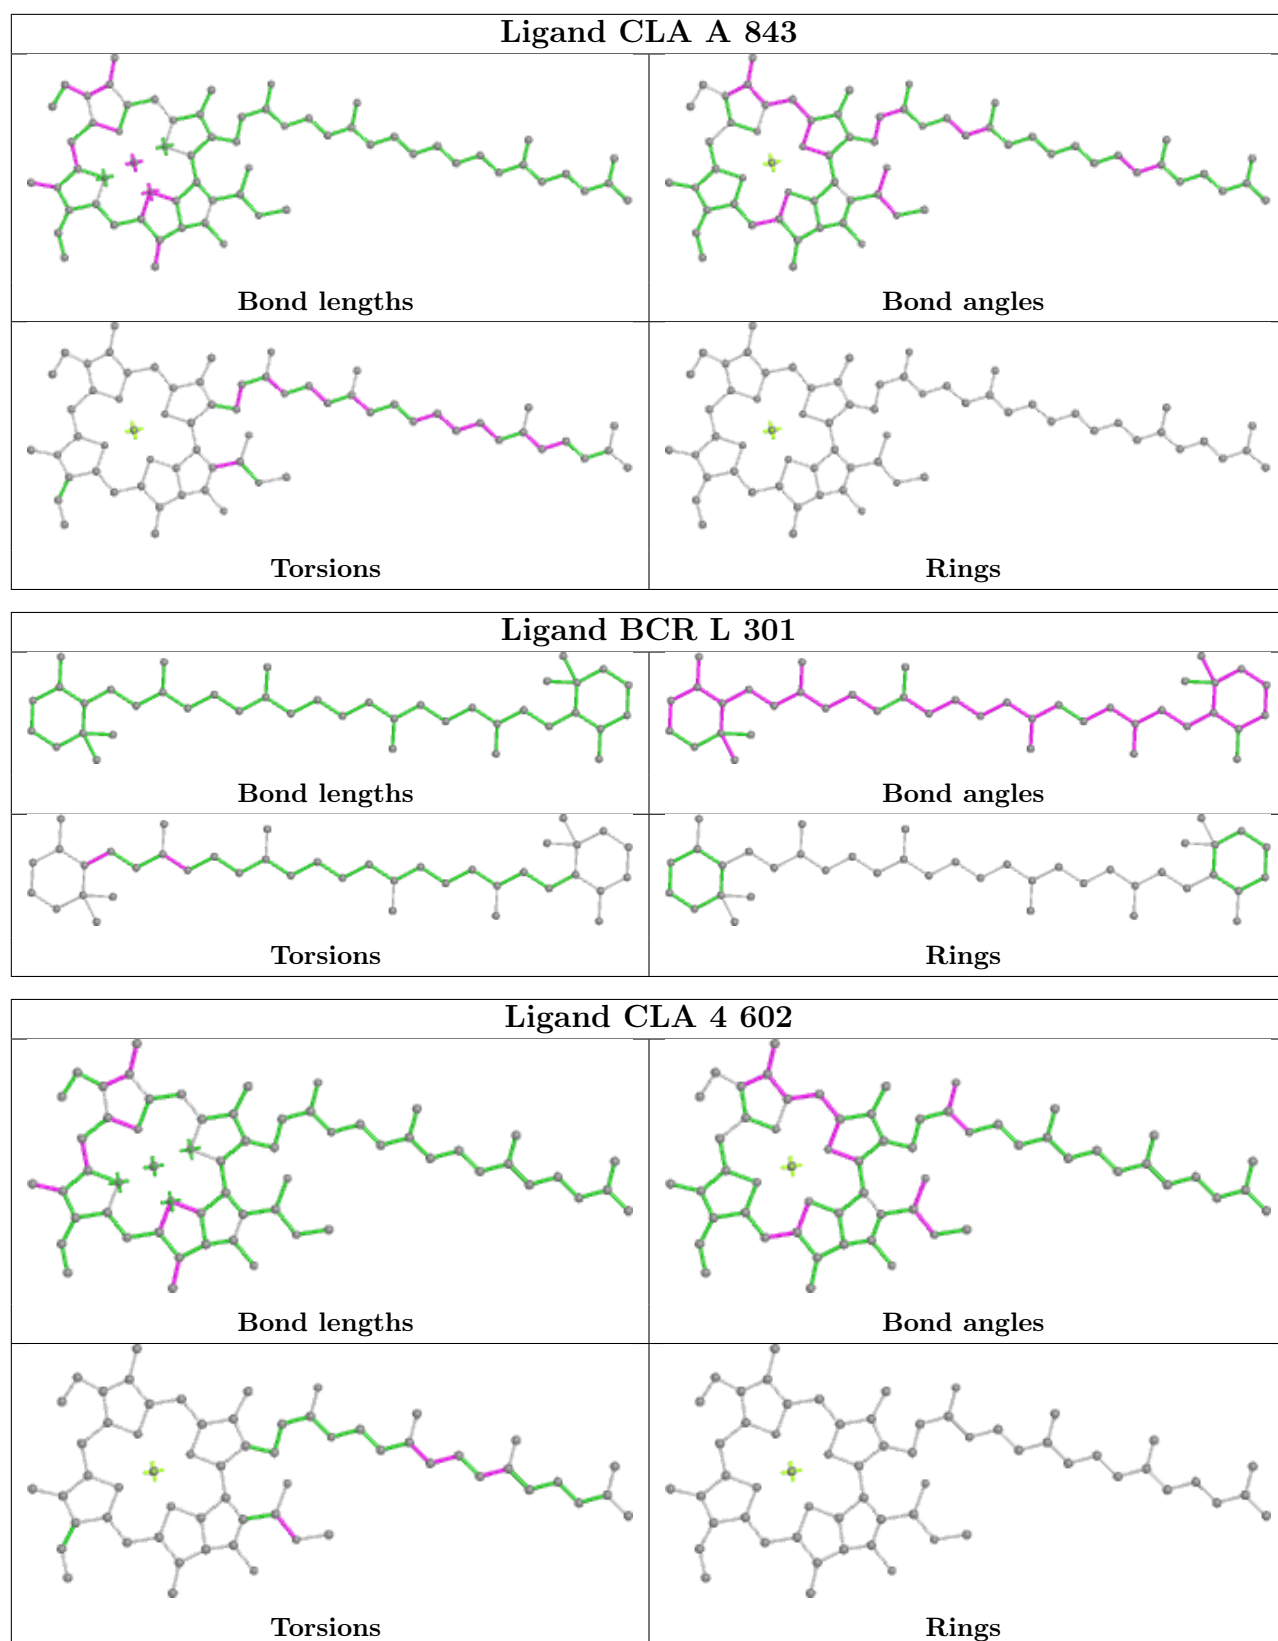 Ligand CLA A 843
Bond lengths
Bond angles
Torsions
Rings
Ligand BCR L 301
Bond lengths
Bond angles
Torsions
Rings
Ligand CLA 4 602
Bond lengths
Bond angles
Torsions
Rings